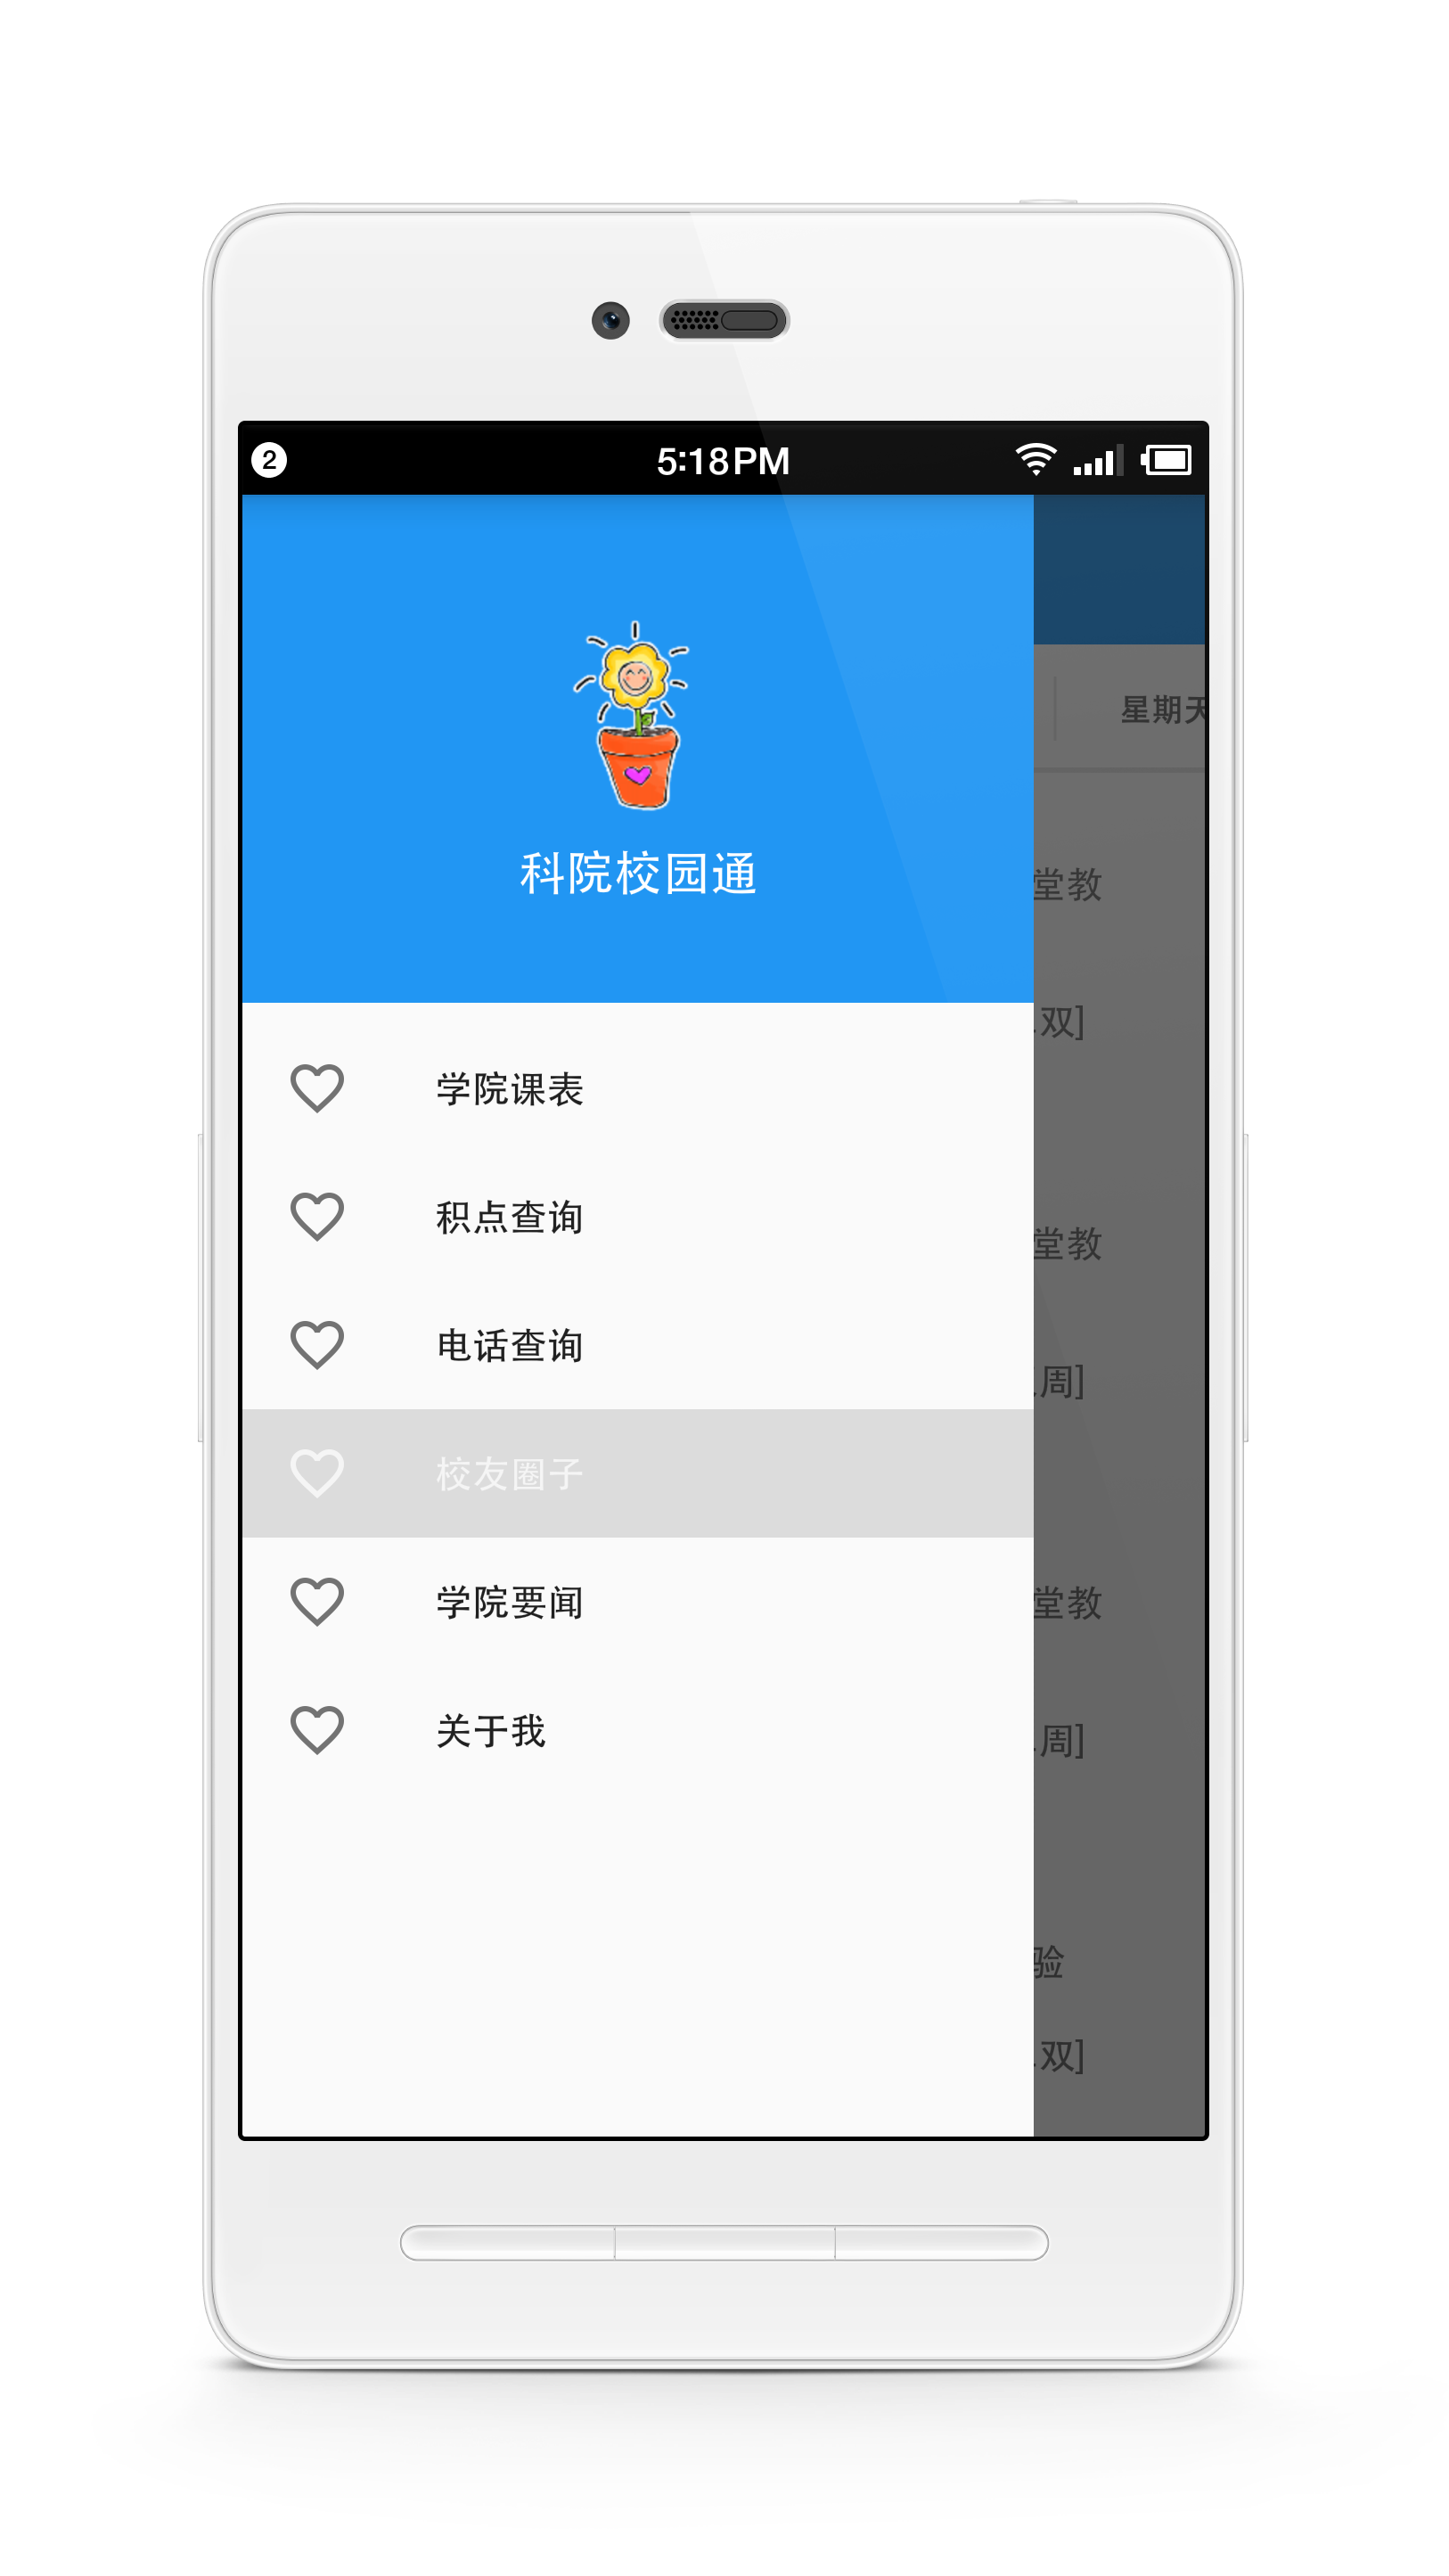 2 5:18PM
科院校园通
星期天
堂教
双]
学院课表
积点查询
堂教
电话查询
周]
校友圈子
学院要闻
堂教
关于我
周]
验
双]